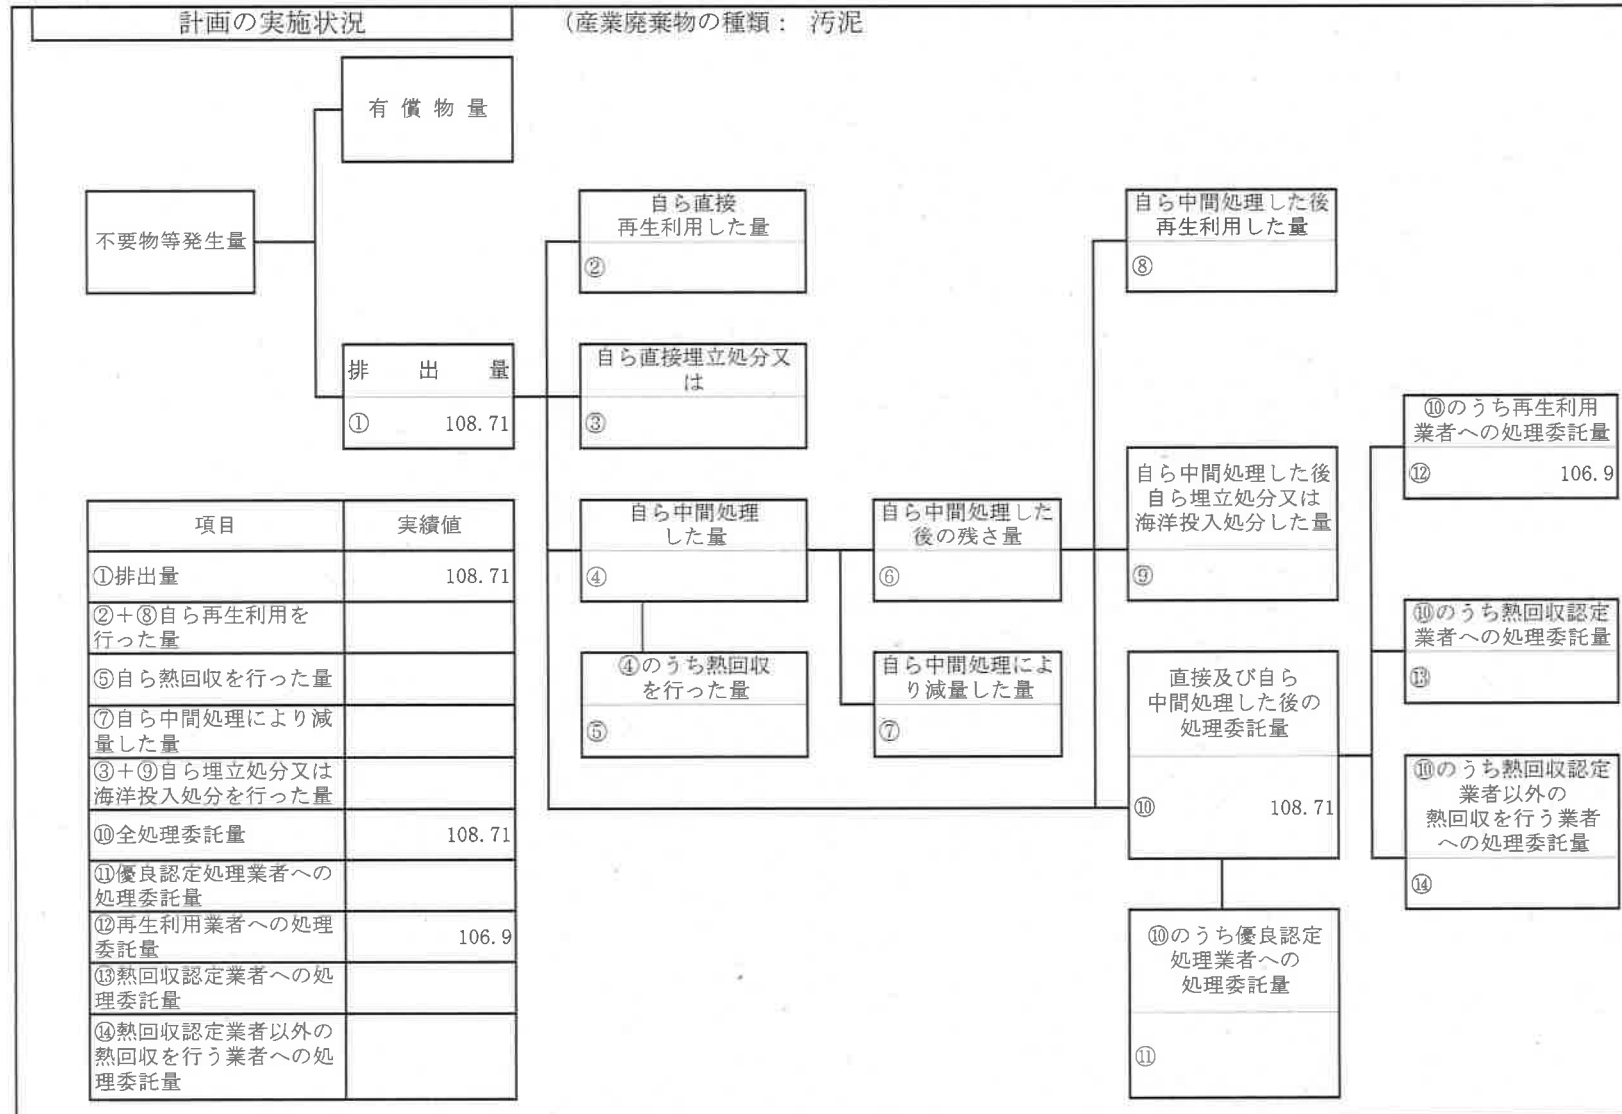 計画の実施状況
(産業廃棄物の種類： 汚泥
有 償 物 量
不要物等発生量
自ら直接
再生利用した量
②
自ら中間処理した後
再生利用した量
⑧
排 出 量
① 108.71
自ら直接埋立処分又
は
③
⑩のうち再生利用
業者への処理委託量
⑫ 106.9
自ら中間処理した後
自ら埋立処分又は
海洋投入処分した量
⑨
自ら中間処理
した量
④
自ら中間処理した
後の残さ量
⑥
⑩のうち熱回収認定
業者への処理委託量
⑬
④のうち熱回収
を行った量
⑤
自ら中間処理によ
り減量した量
⑦
直接及び自ら
中間処理した後の
処理委託量
⑩ 108.71
⑩のうち熱回収認定
業者以外の
熱回収を行う業者
への処理委託量
⑭
⑩のうち優良認定
処理業者への
処理委託量
⑪
項目 実績値
①排出量 108.71
②＋⑧自ら再生利用を
行った量
⑤自ら熱回収を行った量
⑦自ら中間処理により減
量した量
③＋⑨自ら埋立処分又は
海洋投入処分を行った量
⑩全処理委託量 108.71
⑪優良認定処理業者への
処理委託量
⑫再生利用業者への処理
委託量 106.9
⑬熱回収認定業者への処
理委託量
⑭熱回収認定業者以外の
熱回収を行う業者への処
理委託量